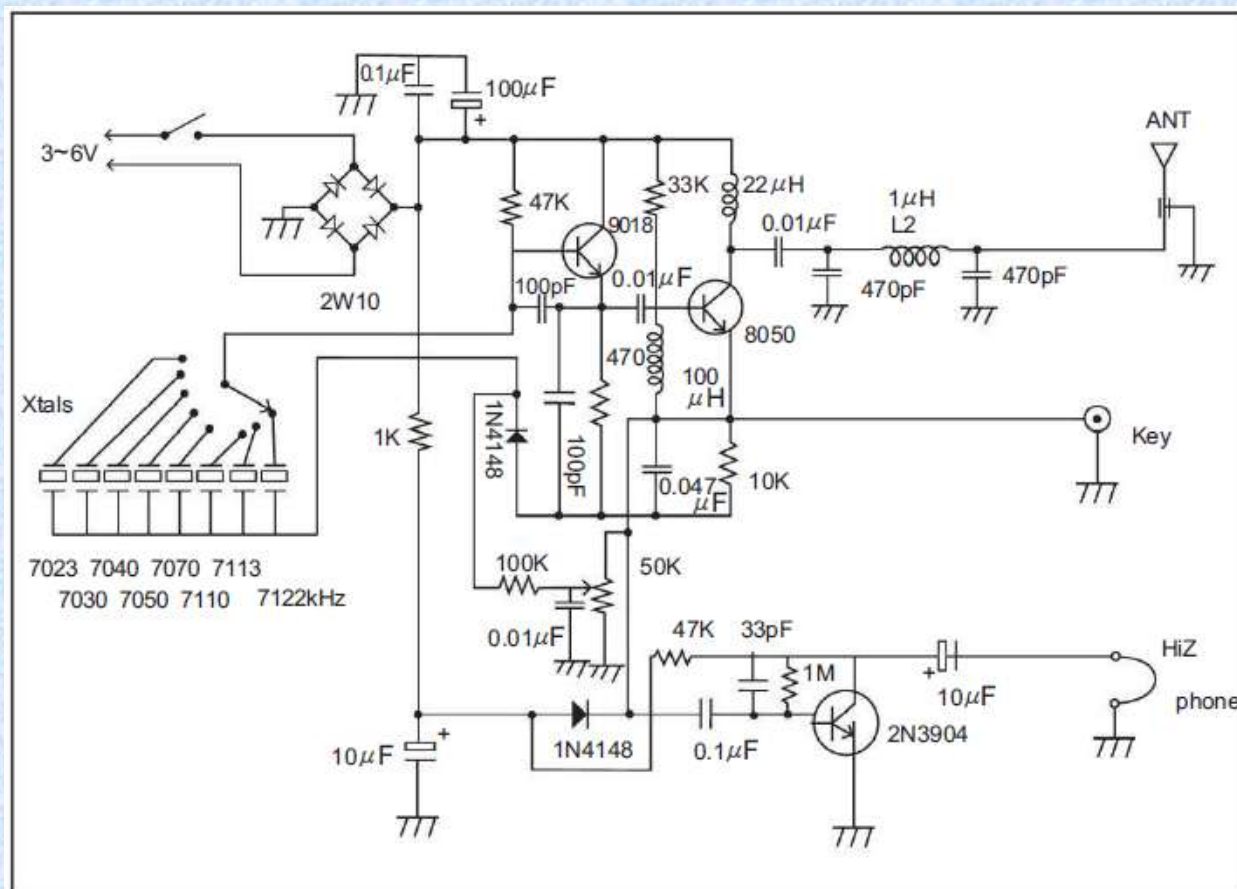 0.1μF
100μF
+
3~6V
ANT
47K
33K
22μH
1μH
L2
9018
0.01μF
0.01μF
100pF
470pF
470pF
2W10
8050
470
100
μH
Xtals
1N4148
1K
100pF
Key
0.047
μF
10K
7023 7040 7070 7113
7030 7050 7110 7122kHz
100K
50K
0.01μF
47K
33pF
HiZ
1M
+
10μF
phone
+
10μF
1N4148
0.1μF
2N3904